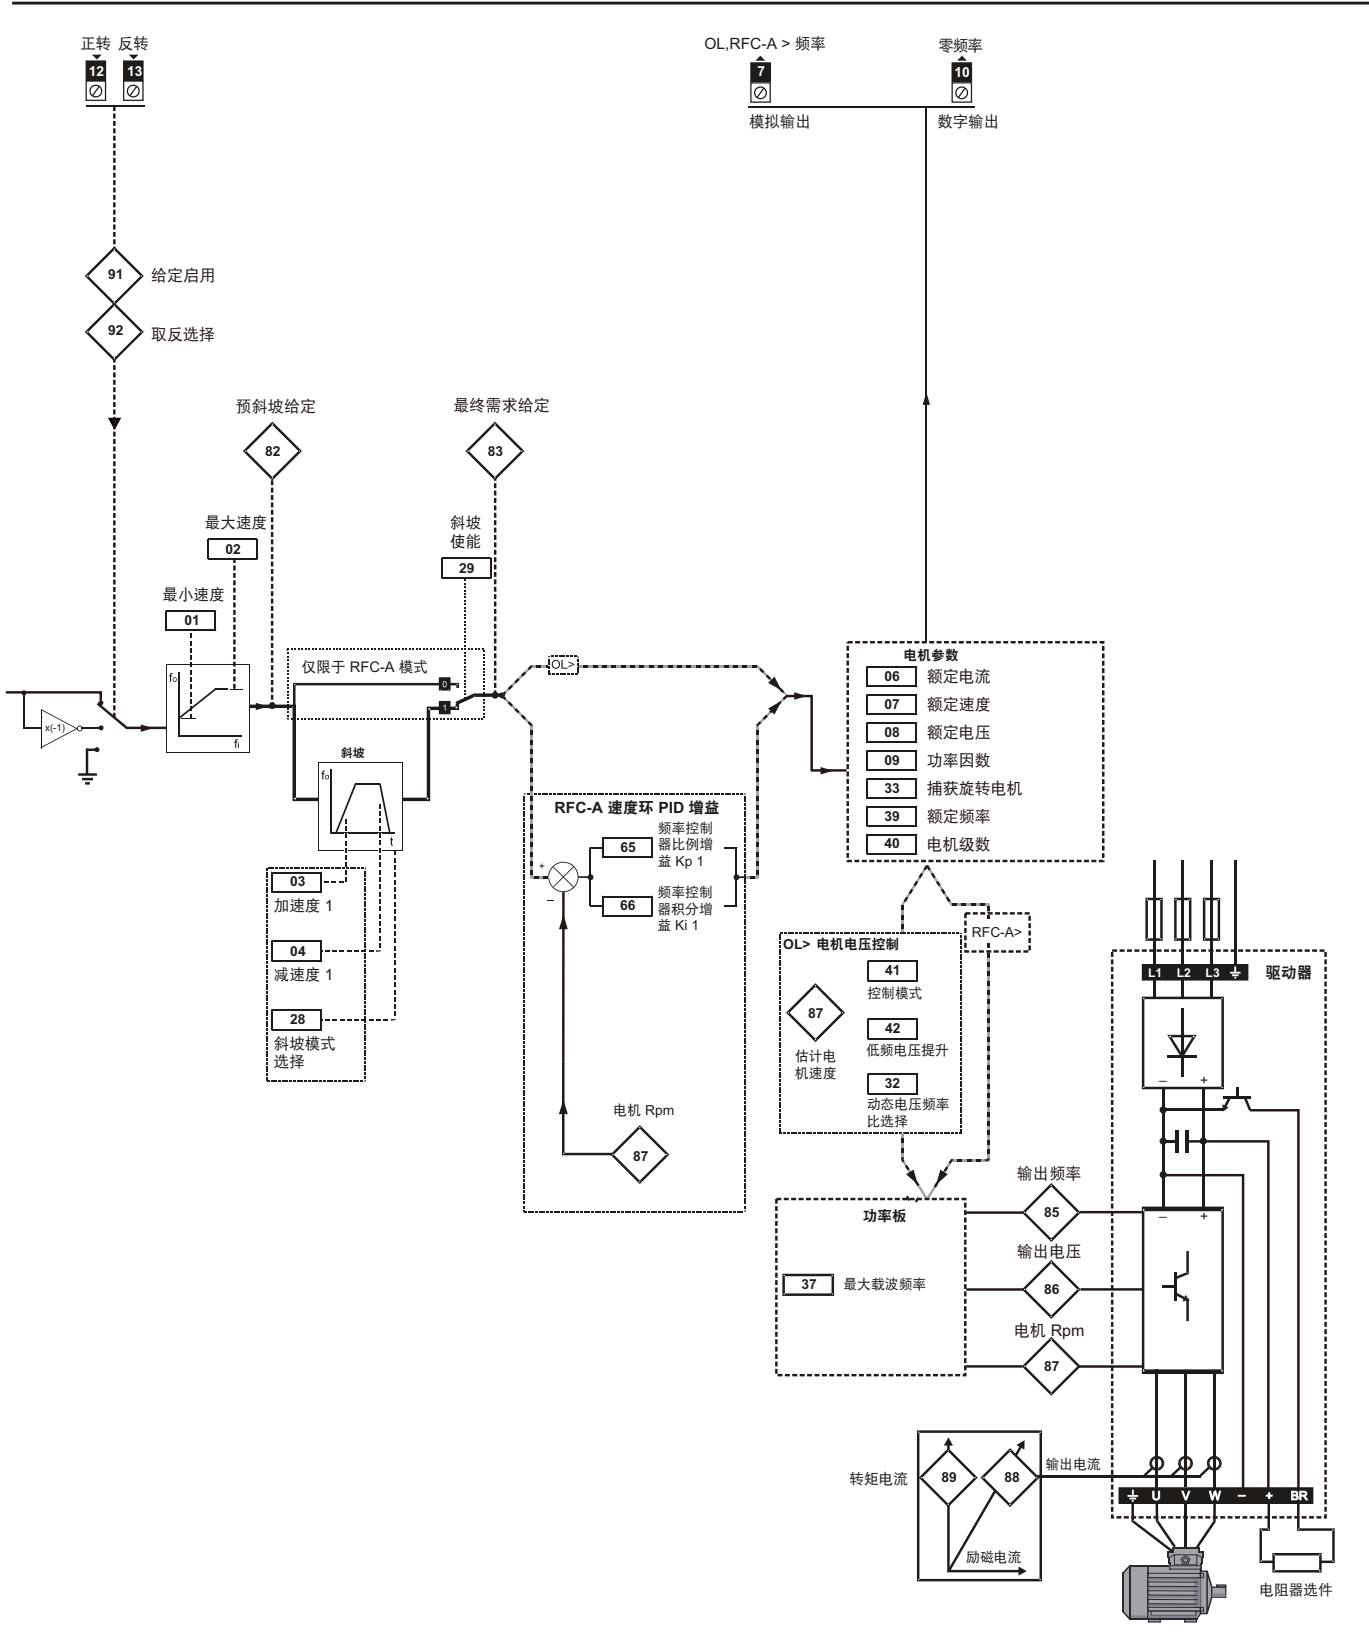 正转 反转
12 13
OL,RFC-A > 频率
7
模拟输出
零频率
10
数字输出
91 给定启用
92 取反选择
预斜坡给定
82
最终需求给定
83
最大速度
02
最小速度
01
斜坡
使能
29
fo
fi
x(-1)
仅限于 RFC-A 模式
0
1
斜坡
fo
t
03
加速度 1
04
减速度 1
28
斜坡模式
选择
OL>
RFC-A 速度环 PID 增益
+
–
65
频率控制
器比例增
益 Kp 1
66
频率控制
器积分增
益 Ki 1
电机 Rpm
87
电机参数
06 额定电流
07 额定速度
08 额定电压
09 功率因数
33 捕获旋转电机
39 额定频率
40 电机级数
RFC-A>
OL> 电机电压控制
87
估计电
机速度
41
控制模式
42
低频电压提升
32
动态电压频率
比选择
功率板
37 最大载波频率
输出频率
85
输出电压
86
电机 Rpm
87
L1 L2 L3
驱动器
– +
– +
转矩电流
89 88
励磁电流
输出电流
U V W – + BR
电阻器选件